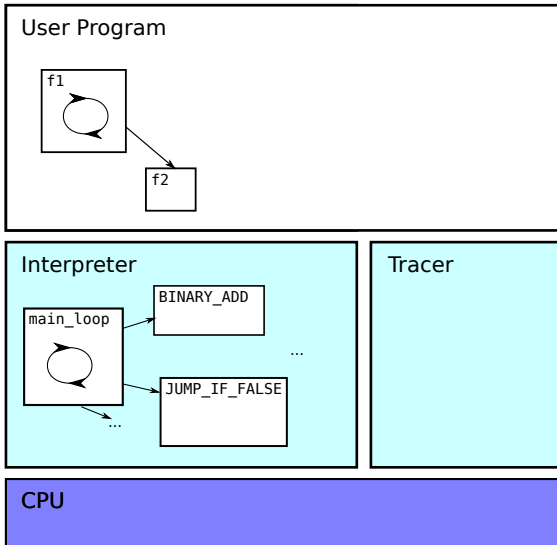 User Program
f1
f2
Interpreter
Tracer
BINARY_ADD
main_loop
...
JUMP_IF_FALSE
...
CPU